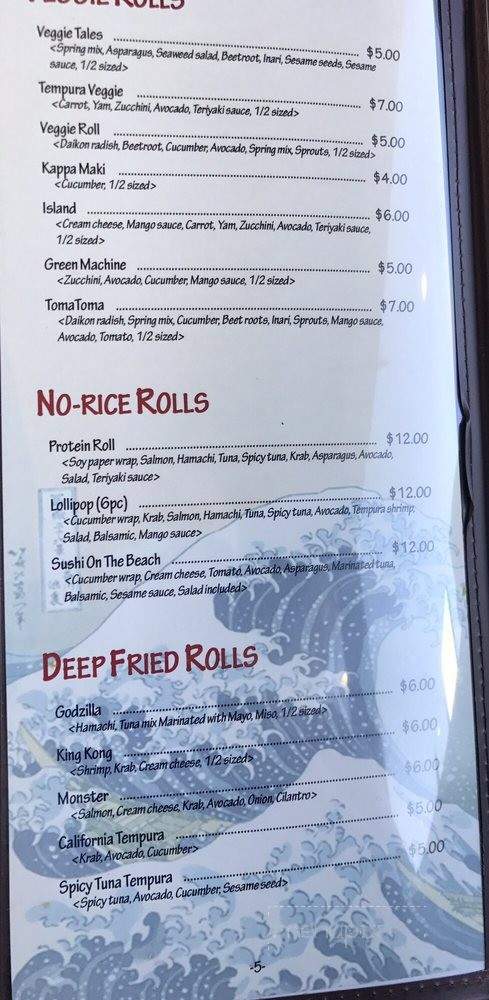 VEGGIE ROLLS
Veggie Tales $5.00
<Spring mix, Asparagus, Seaweed salad, Beetroot, Inari, Sesame seeds, Sesame
sauce, 1/2 sized>
Tempura Veggie $7.00
<Carrot, Yam, Zucchini, Avocado, Teriyaki sauce, 1/2 sized>
Veggie Roll $5.00
<Daikon radish, Beetroot, Cucumber, Avocado, Spring mix, Sprouts, 1/2 sized>
Kappa Maki $4.00
<Cucumber, 1/2 sized>
Island $6.00
<Cream cheese, Mango sauce, Carrot, Yam, Zucchini, Avocado, Teriyaki sauce,
1/2 sized>
Green Machine $5.00
<Zucchini, Avocado, Cucumber, Mango sauce, 1/2 sized>
TomaToma $7.00
<Daikon radish, Spring mix, Cucumber, Beet roots, Inari, Sprouts, Mango sauce,
Avocado, Tomato, 1/2 sized>
NO-RICE ROLLS
Protein Roll $12.00
<Soy paper wrap, Salmon, Hamachi, Tuna, Spicy tuna, Krab, Asparagus, Avocado,
Salad, Teriyaki sauce>
Lollipop (6pc) $12.00
<Cucumber wrap, Krab, Salmon, Hamachi, Tuna, Spicy tuna, Avocado, Tempura shrimp,
Salad, Balsamic, Mango sauce>
Sushi On The Beach $12.00
<Cucumber wrap, Cream cheese, Tomato, Avocado, Asparagus, Marinated tuna,
Balsamic, Sesame sauce, Salad included>
DEEP FRIED ROLLS
Godzilla $6.00
<Hamachi, Tuna mix Marinated with Mayo, Miso, 1/2 sized>
King Kong $6.00
<Shrimp, Krab, Cream cheese, 1/2 sized>
Monster $6.00
<Salmon, Cream cheese, Krab, Avocado, Onion, Cilantro>
California Tempura $5.00
<Krab, Avocado, Cucumber>
Spicy Tuna Tempura $5.00
<Spicy tuna, Avocado, Cucumber, Sesame seed>
-5-